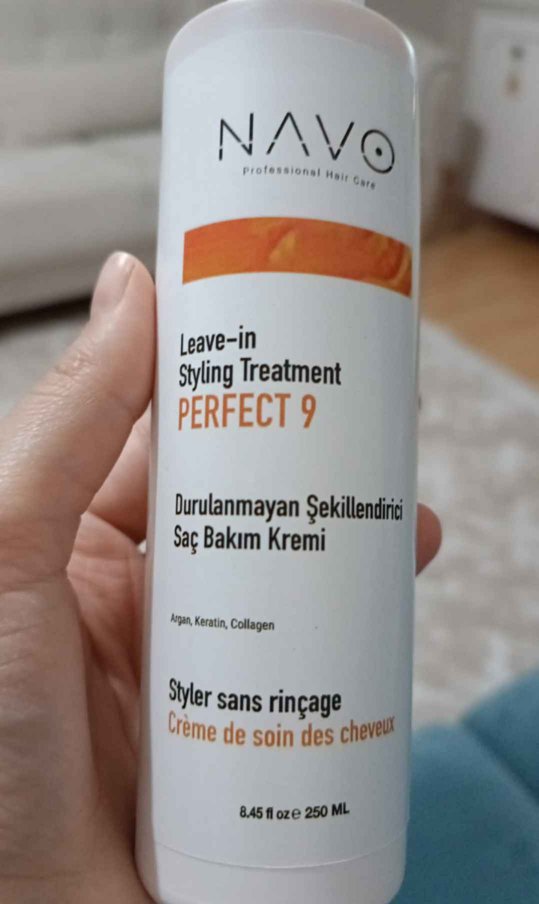 NAVO
Professional Hair Care
Leave-in
Styling Treatment
PERFECT 9
Durulanmayan Şekillendirici
Saç Bakım Kremi
Argan, Keratin, Collagen
Styler sans rinçage
Crème de soin des cheveux
8.45 fl oz e 250 ML